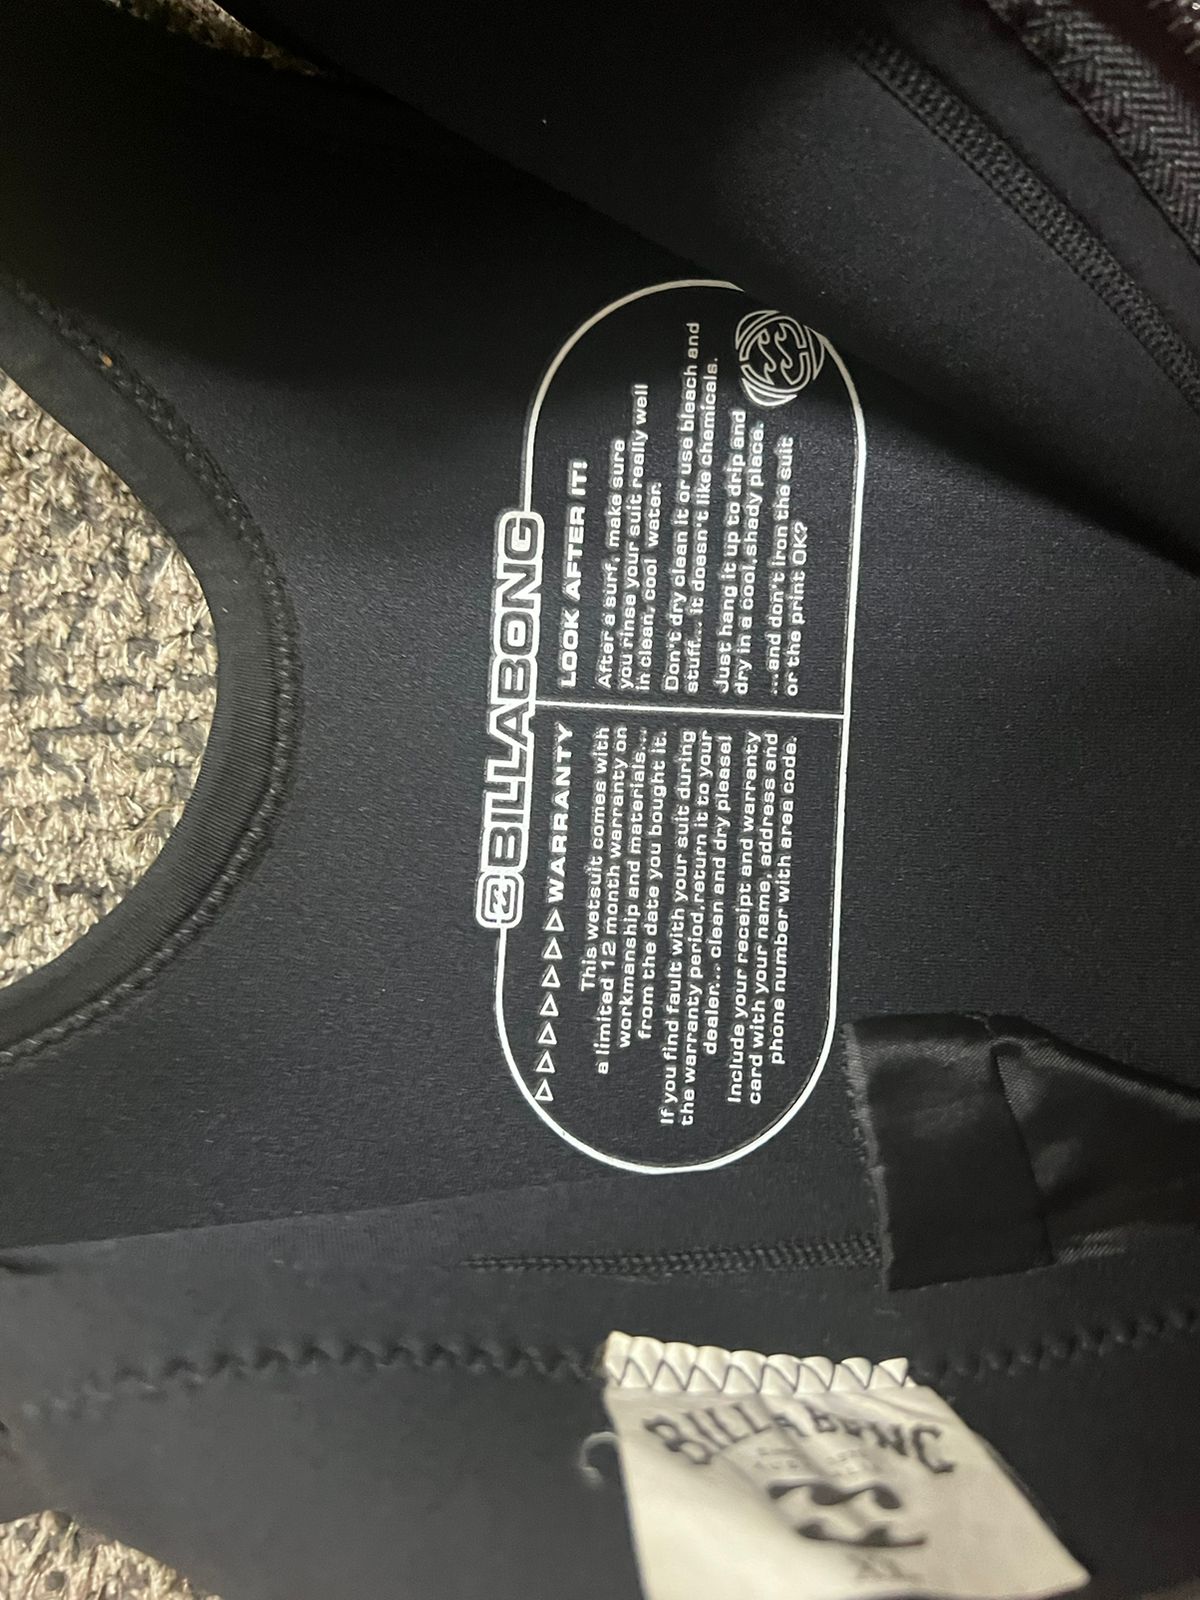 BILLABONG
WARRANTY
This wetsuit comes with
a limited 12 month warranty on
workmanship and materials...
from the date you bought it.
If you find fault with your suit during
the warranty period, return it to your
dealer... clean and dry please!
Include your receipt and warranty
card with your name, address and
phone number with area code.
LOOK AFTER IT!
After a surf, make sure
you rinse your suit really well
in clean, cool water.
Don't dry clean it or use bleach and
stuff... it doesn't like chemicals.
Just hang it up to drip and
dry in a cool, shady place.
...and don't iron the suit
or the print OK?
BILLABONG
XL